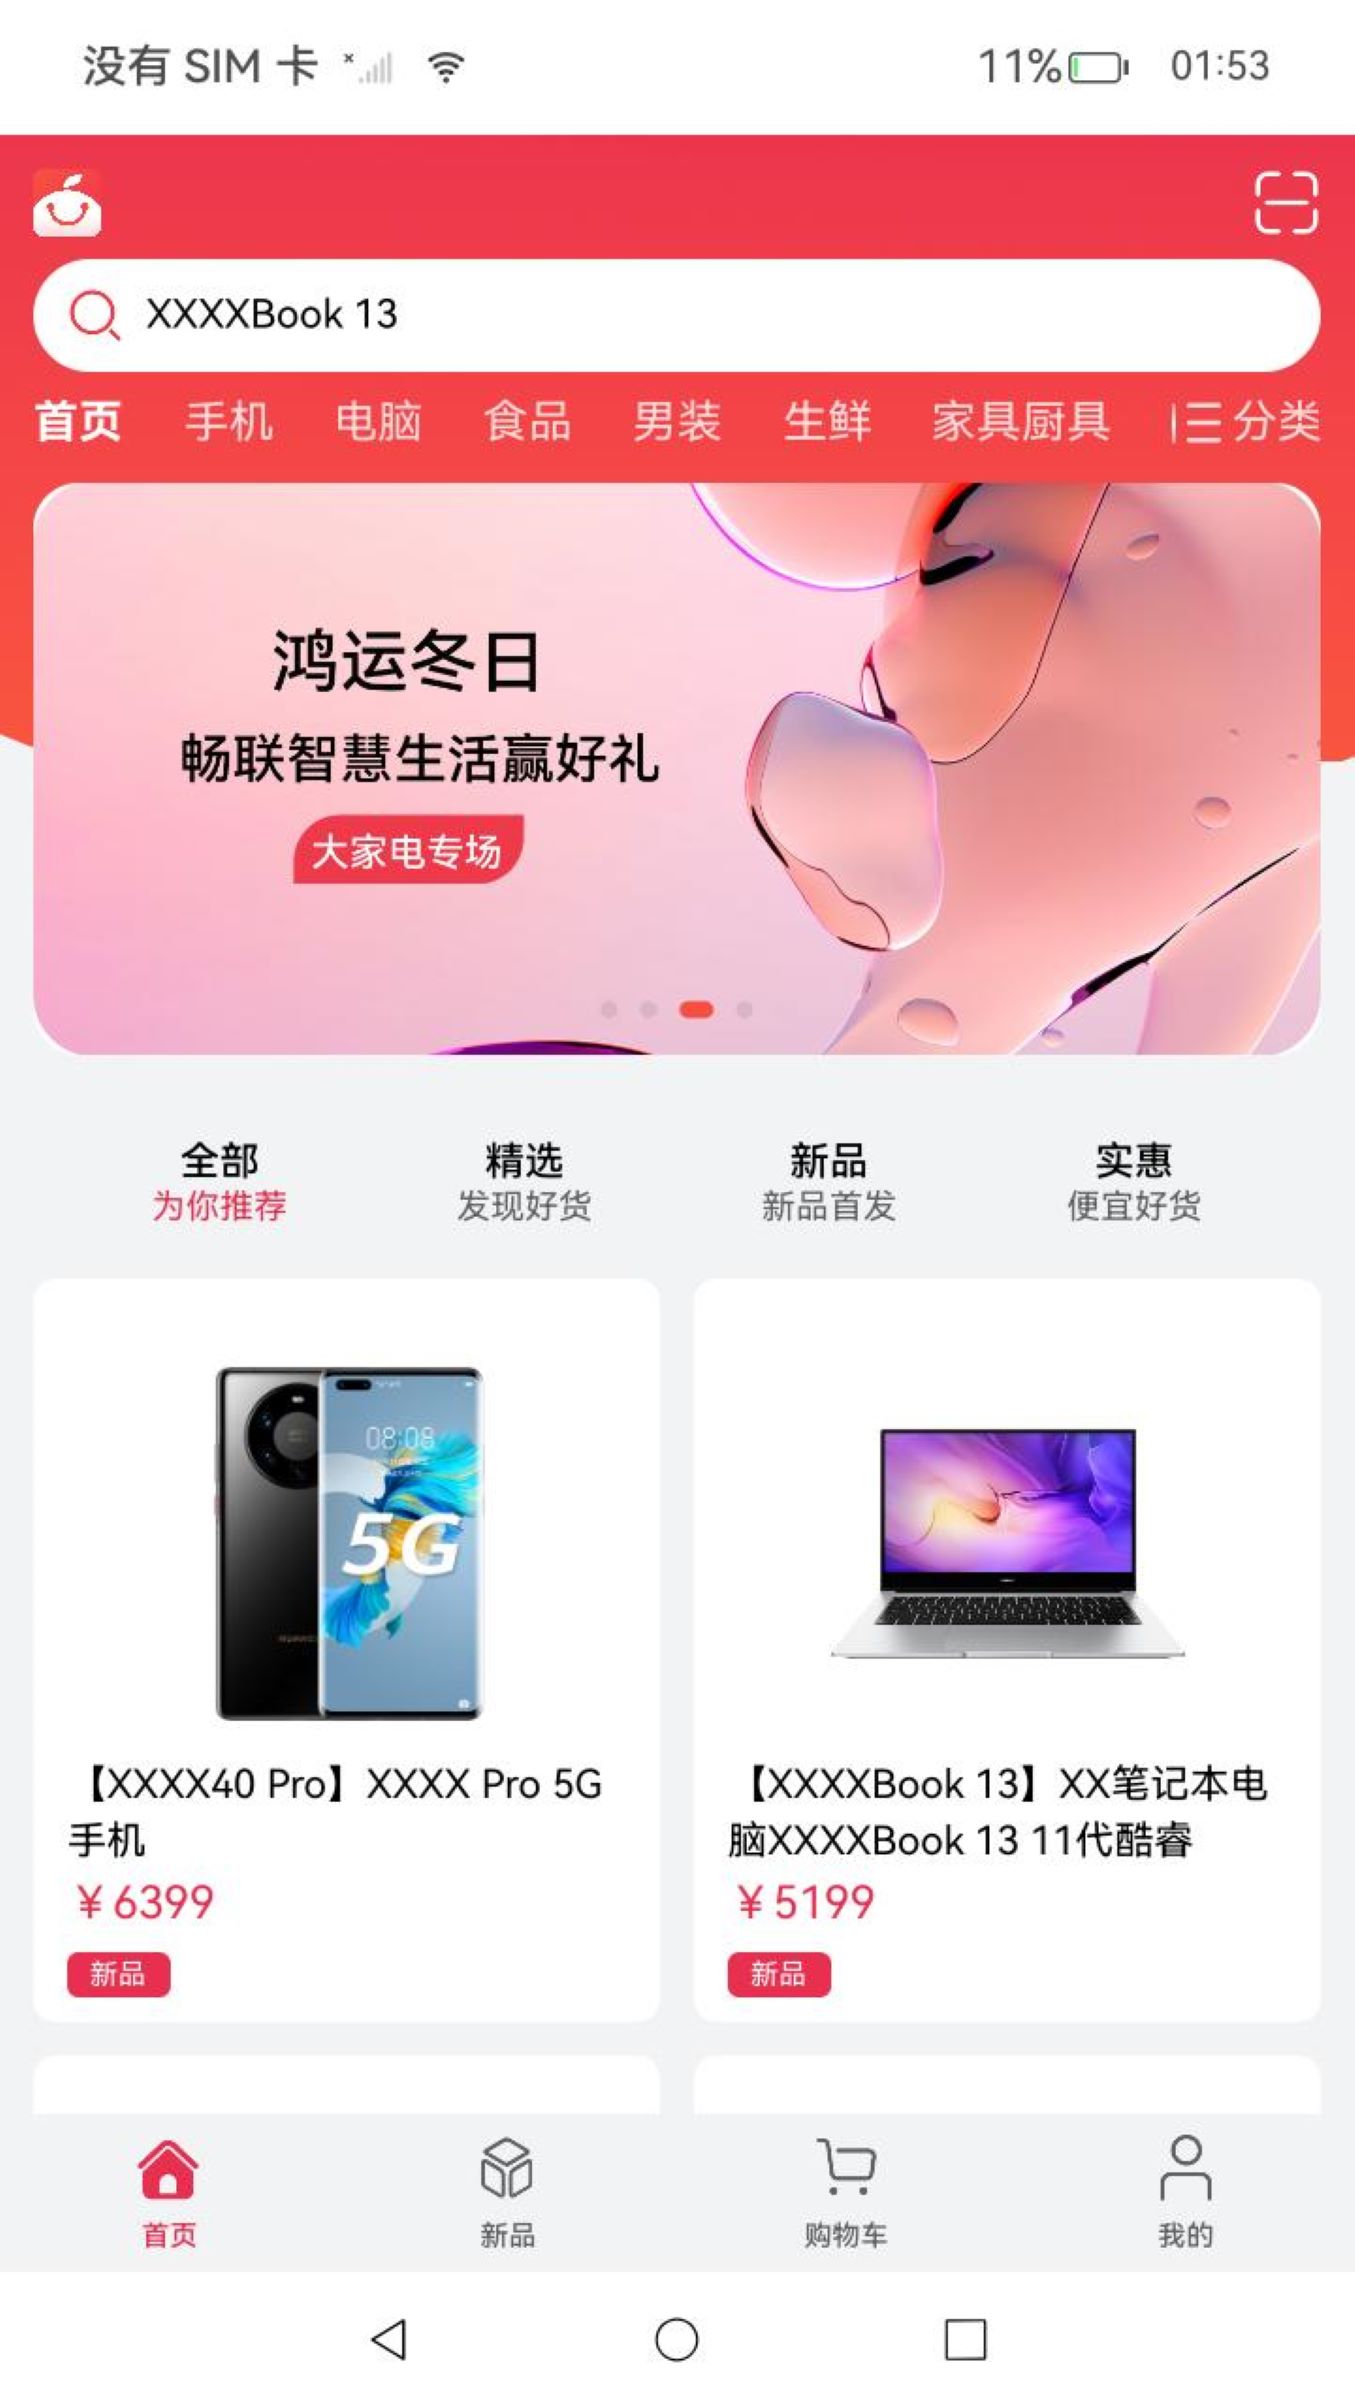 没有 SIM 卡
11%
01:53
XXXXBook 13
首页 手机 电脑 食品 男装 生鲜 家具厨具 分类
鸿运冬日
畅联智慧生活赢好礼
大家电专场
全部 精选 新品 实惠
为你推荐 发现好货 新品首发 便宜好货
08:08
5G
【XXXX40 Pro】XXXX Pro 5G
手机
￥6399
新品
【XXXXBook 13】XX笔记本电
脑XXXXBook 13 11代酷睿
￥5199
新品
首页 新品 购物车 我的